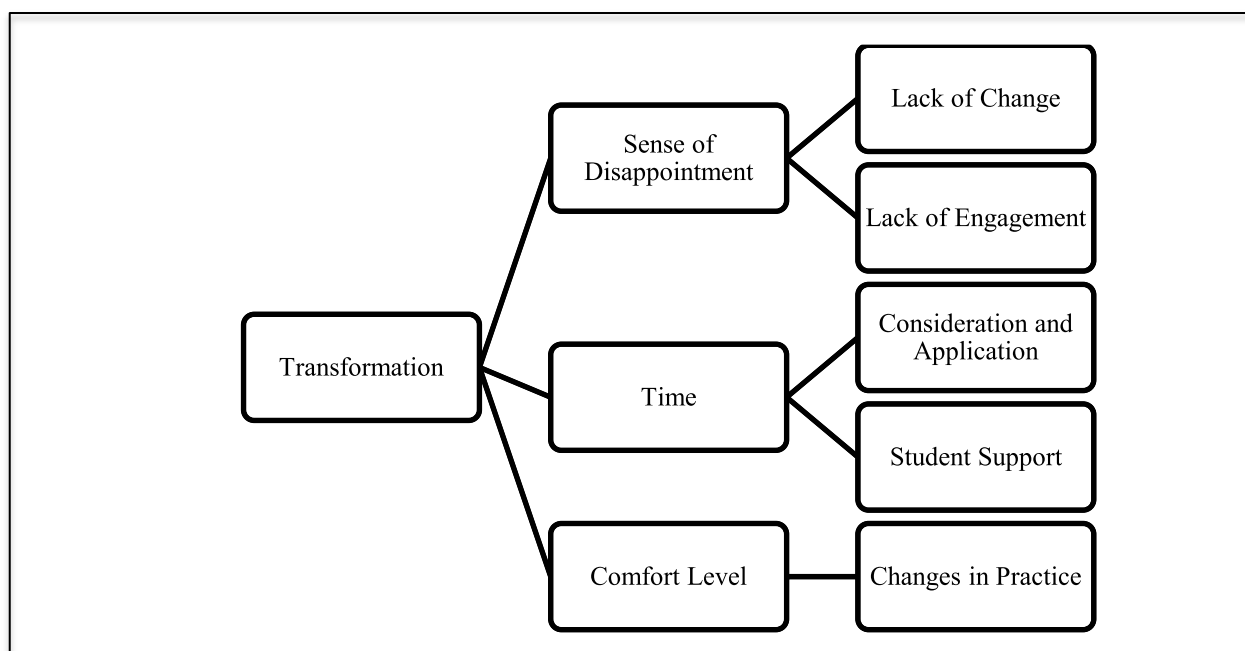 Transformation
Sense of
Disappointment
Lack of Change
Lack of Engagement
Time
Consideration and
Application
Student Support
Comfort Level
Changes in Practice